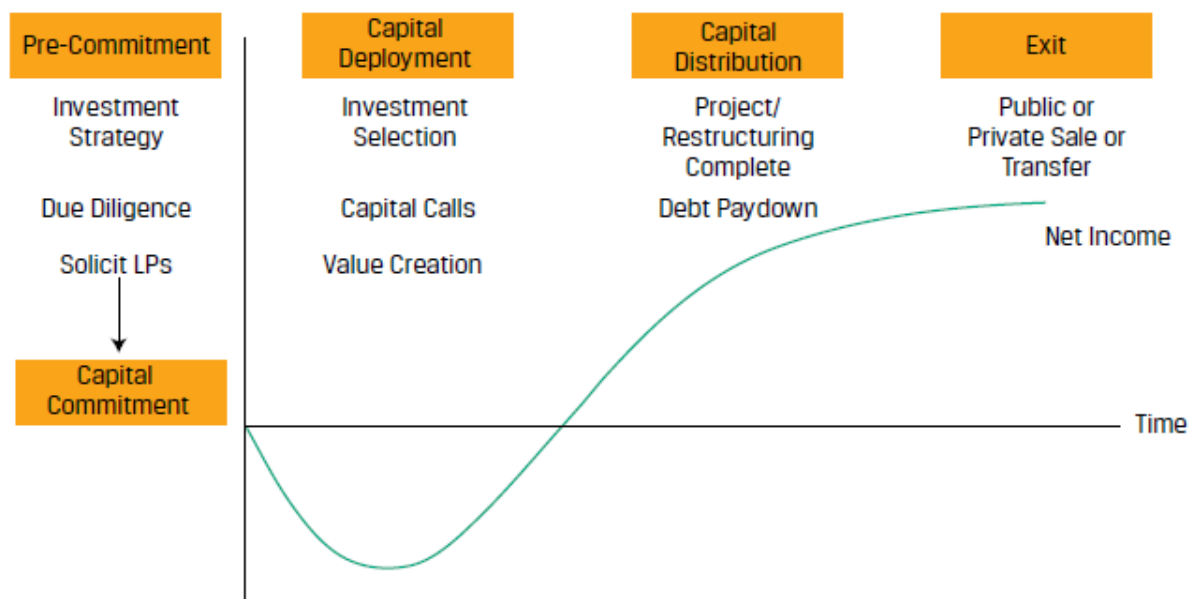 Pre-Commitment
Investment
Strategy
Due Diligence
Solicit LPs
Capital
Commitment
Capital
Deployment
Investment
Selection
Capital Calls
Value Creation
Capital
Distribution
Project/
Restructuring
Complete
Debt Paydown
Exit
Public or
Private Sale or
Transfer
Net Income
Time